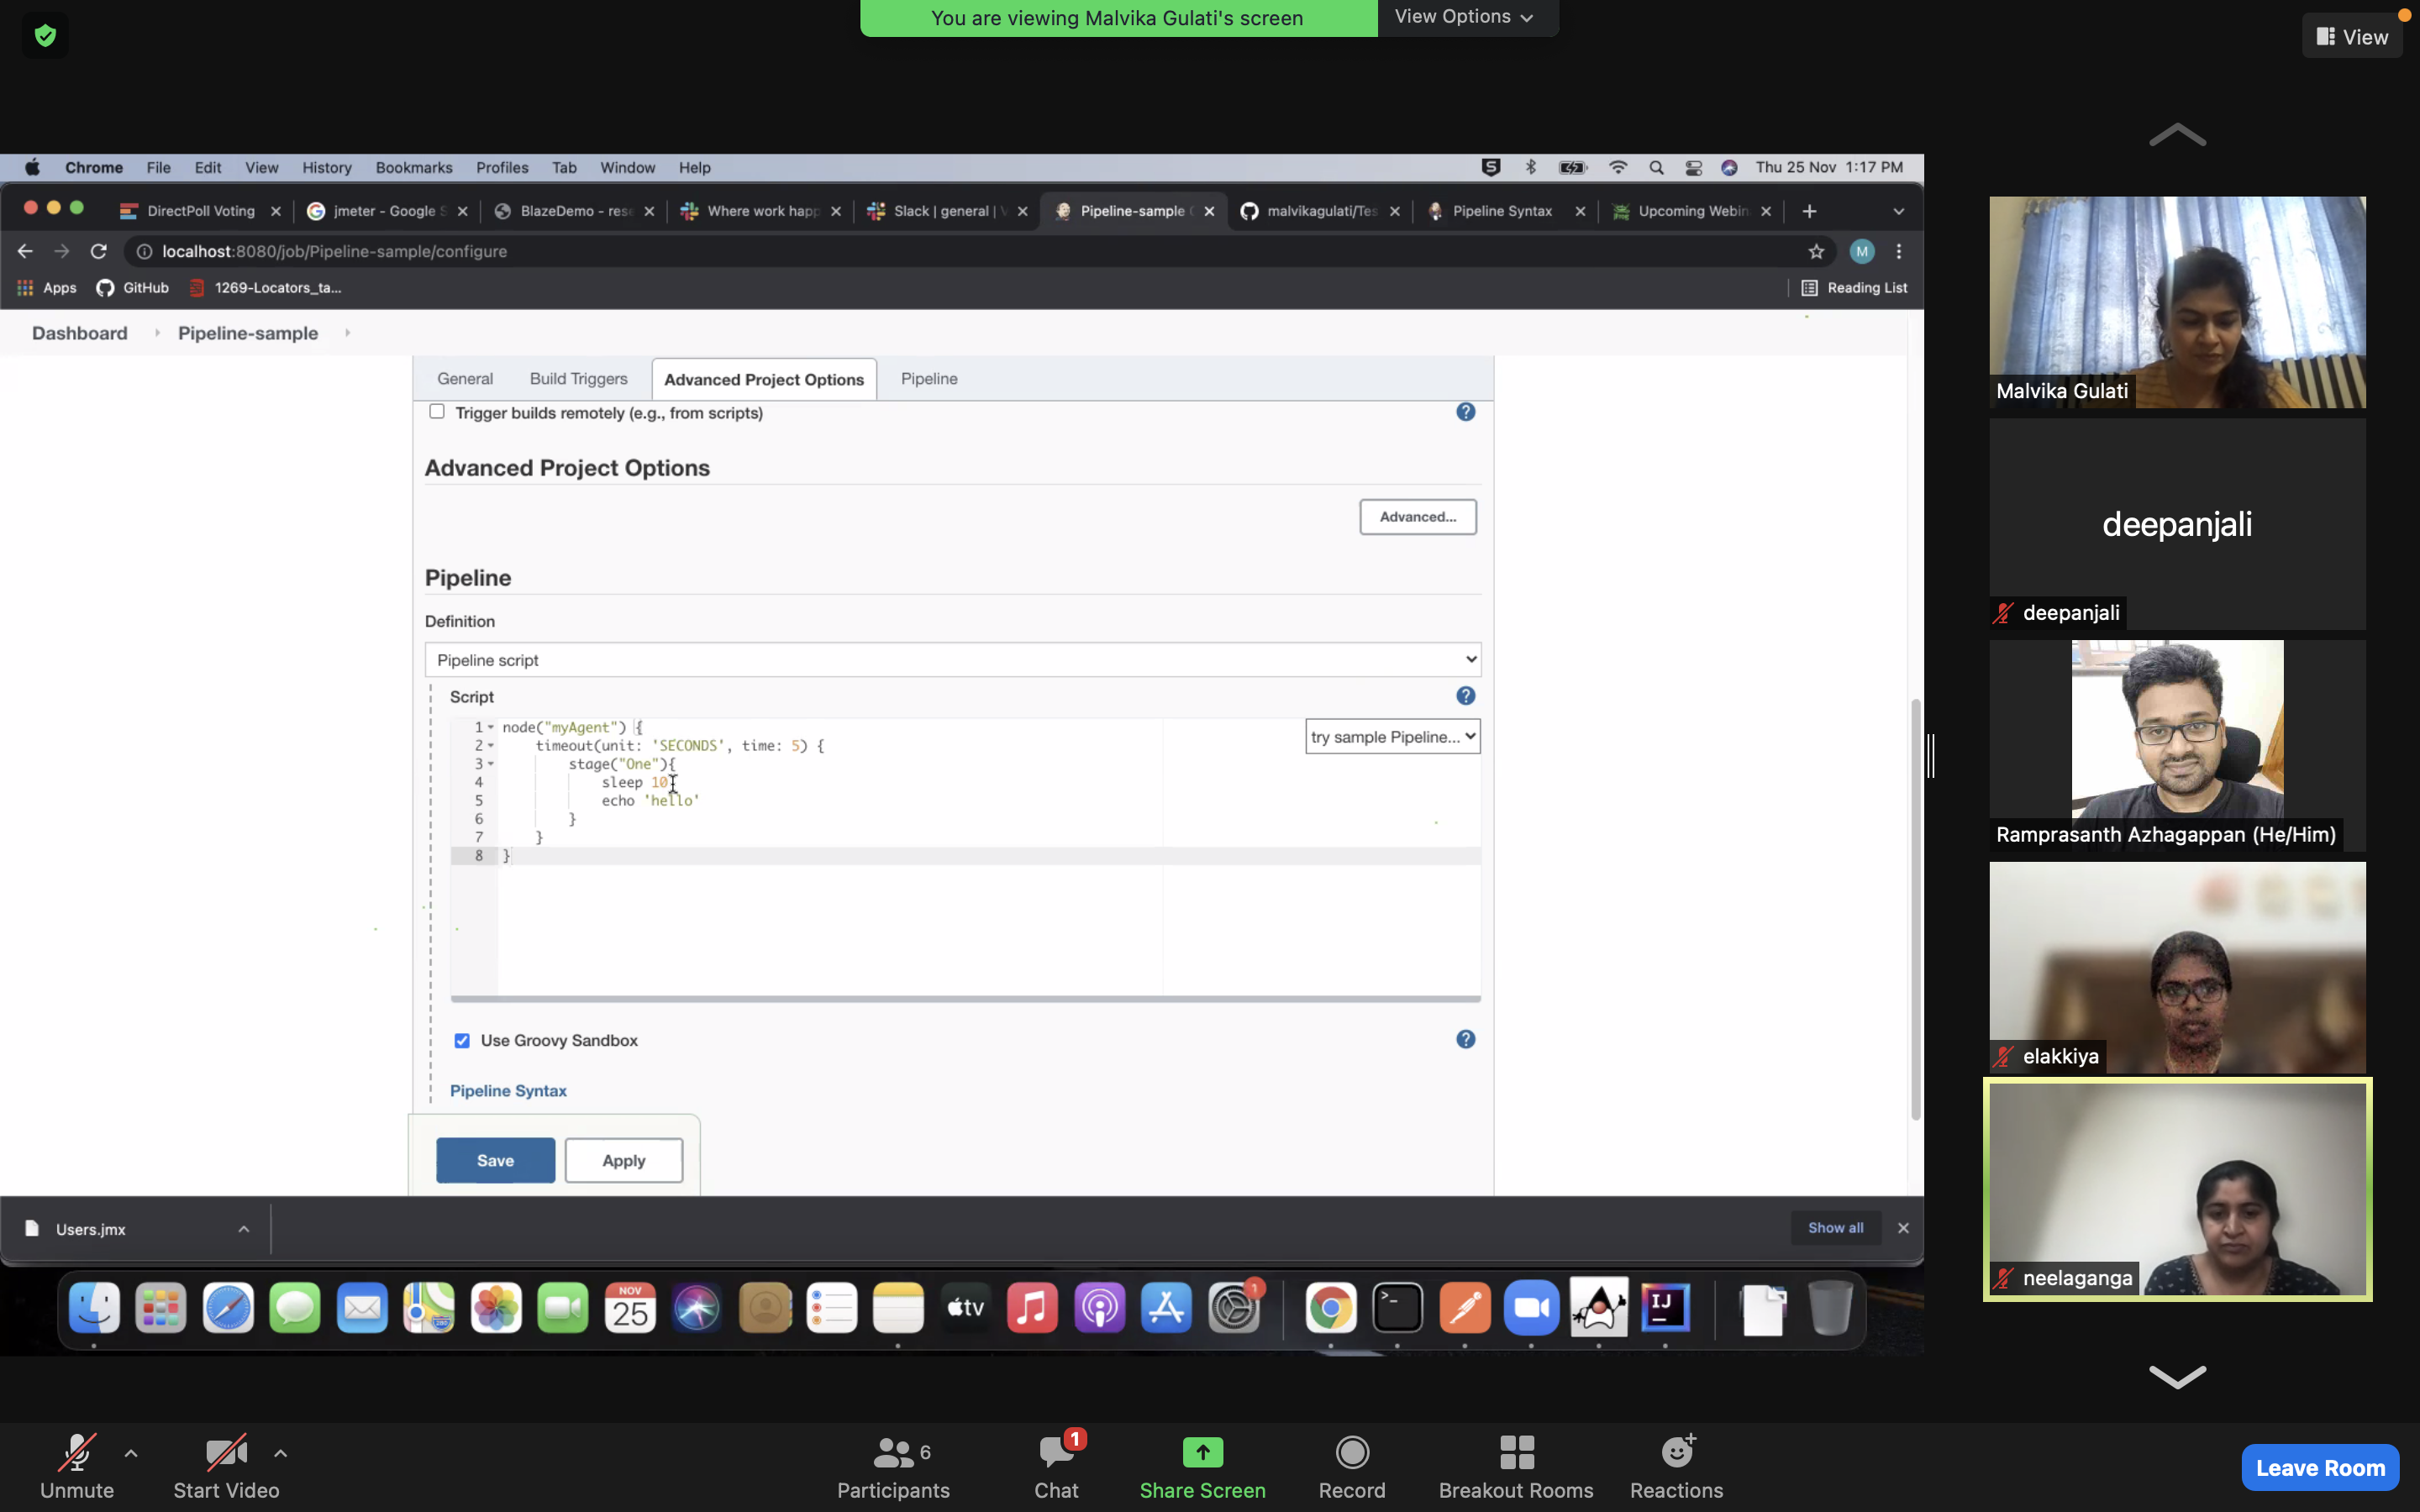 You are viewing Malvika Gulati's screen
View Options
View
Chrome File Edit View History Bookmarks Profiles Tab Window Help
Thu 25 Nov 1:17 PM
DirectPoll Voting
jmeter - Google S
BlazeDemo - rese
Where work happ
Slack | general |
Pipeline-sample
malvikagulati/Tes
Pipeline Syntax
Upcoming Webin
localhost:8080/job/Pipeline-sample/configure
M
Apps
GitHub
1269-Locators_ta...
Reading List
Dashboard
Pipeline-sample
General
Build Triggers
Advanced Project Options
Pipeline
Trigger builds remotely (e.g., from scripts)
Advanced Project Options
Advanced...
Pipeline
Definition
Pipeline script
Script
try sample Pipeline...
1 node("myAgent") {
2 timeout(unit: 'SECONDS', time: 5) {
3 stage("One"){
4 sleep 10
5 echo 'hello'
6 }
7 }
8 }
Use Groovy Sandbox
Pipeline Syntax
Save
Apply
Users.jmx
Show all
NOV
25
tv
1
IJ
Malvika Gulati
deepanjali
deepanjali
Ramprasanth Azhagappan (He/Him)
elakkiya
neelaganga
Unmute
Start Video
6
Participants
1
Chat
Share Screen
Record
Breakout Rooms
Reactions
Leave Room